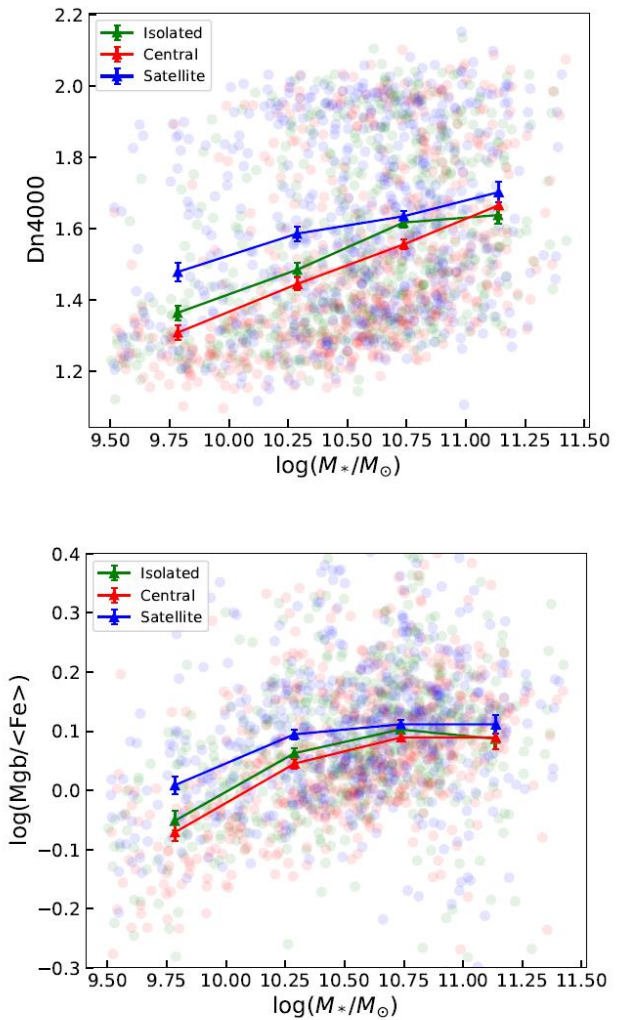 2.2
2.0
1.8
1.6
1.4
1.2
Dn4000
Isolated
Central
Satellite
9.50 9.75 10.00 10.25 10.50 10.75 11.00 11.25 11.50
log(M*/M⊙)
0.4
0.3
0.2
0.1
0.0
−0.1
−0.2
−0.3
log(Mgb/<Fe>)
Isolated
Central
Satellite
9.50 9.75 10.00 10.25 10.50 10.75 11.00 11.25 11.50
log(M*/M⊙)